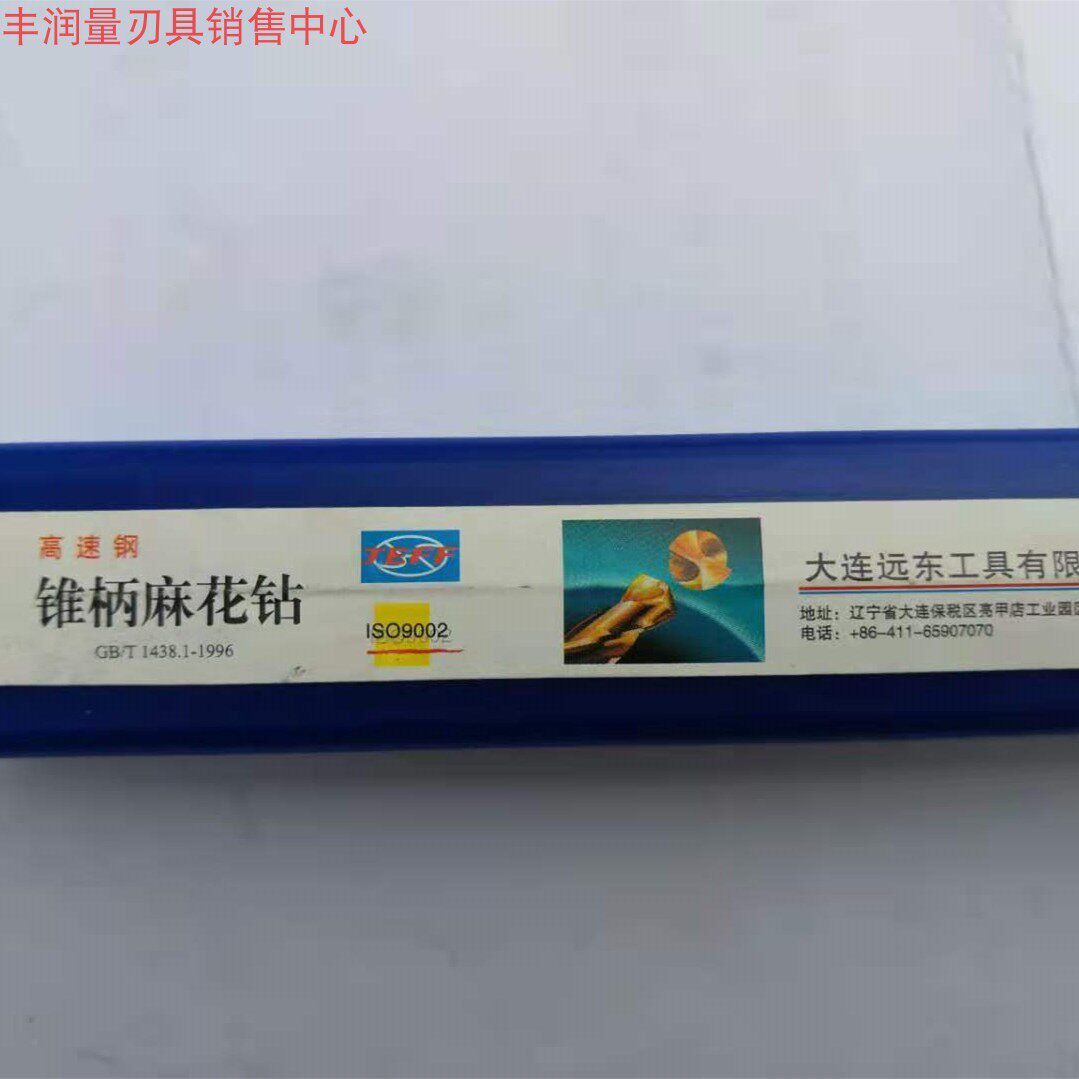 丰润量刃具销售中心
高速钢
锥柄麻花钻
GB/T 1438.1-1996
TEFF
ISO9002
大连远东工具有限
地址：辽宁省大连保税区亮甲店工业园区
电话：+86-411-65907070